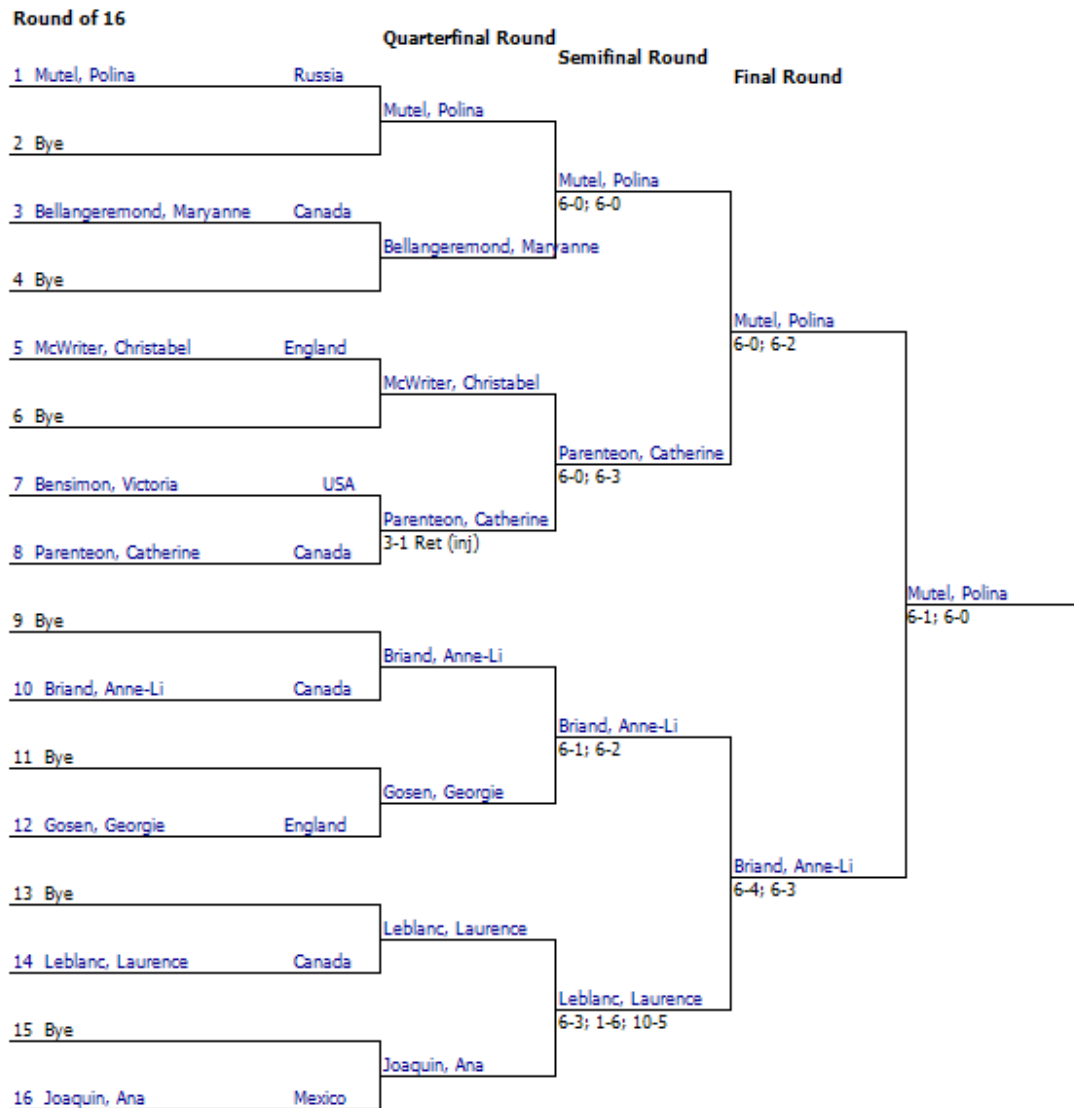 Round of 16
Quarterfinal Round
Semifinal Round
Final Round
1 Mutel, Polina Russia
Mutel, Polina
2 Bye
Mutel, Polina
6-0; 6-0
3 Bellangeremond, Maryanne Canada
Bellangeremond, Maryanne
4 Bye
Mutel, Polina
6-0; 6-2
5 McWriter, Christabel England
McWriter, Christabel
6 Bye
Parenteon, Catherine
6-0; 6-3
7 Bensimon, Victoria USA
Parenteon, Catherine
3-1 Ret (inj)
8 Parenteon, Catherine Canada
Mutel, Polina
6-1; 6-0
9 Bye
Briand, Anne-Li
10 Briand, Anne-Li Canada
Briand, Anne-Li
6-1; 6-2
11 Bye
Gosen, Georgie
12 Gosen, Georgie England
Briand, Anne-Li
6-4; 6-3
13 Bye
Leblanc, Laurence
14 Leblanc, Laurence Canada
Leblanc, Laurence
6-3; 1-6; 10-5
15 Bye
Joaquin, Ana
16 Joaquin, Ana Mexico